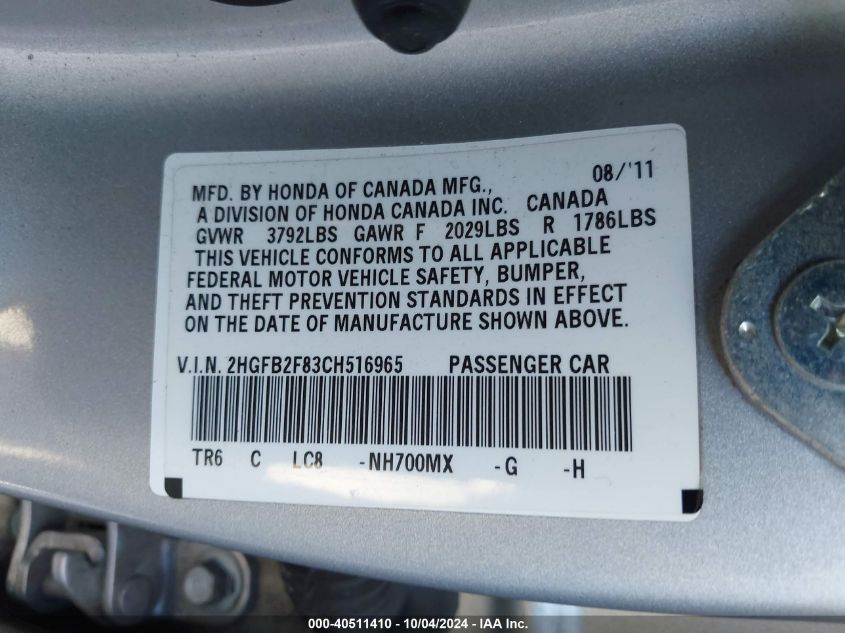 08/'11
MFD. BY HONDA OF CANADA MFG.,
A DIVISION OF HONDA CANADA INC. CANADA
GVWR 3792LBS GAWR F 2029LBS R 1786LBS
THIS VEHICLE CONFORMS TO ALL APPLICABLE
FEDERAL MOTOR VEHICLE SAFETY, BUMPER,
AND THEFT PREVENTION STANDARDS IN EFFECT
ON THE DATE OF MANUFACTURE SHOWN ABOVE.
V.I.N. 2HGFB2F83CH516965 PASSENGER CAR
TR6 C LC8 -NH700MX -G -H
000-40511410 - 10/04/2024 - IAA Inc.